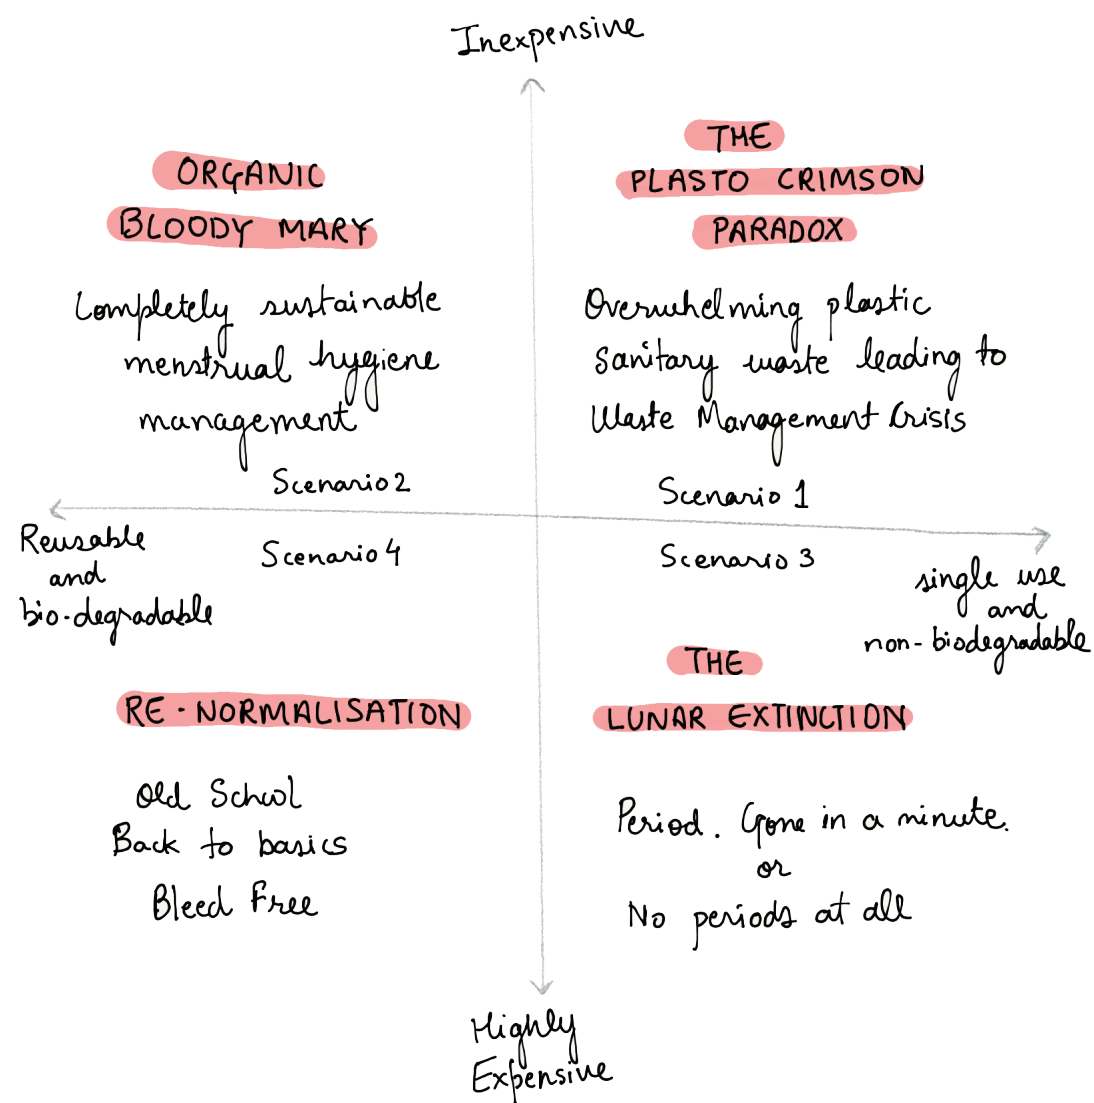 Inexpensive
ORGANIC
BLOODY MARY
Completely sustainable
menstrual hygiene
management
Scenario 2
THE
PLASTO CRIMSON
PARADOX
Overwhelming plastic
Sanitary waste leading to
Waste Management Crisis
Scenario 1
Reusable
and
bio-degradable
Scenario 4
RE-NORMALISATION
Old School
Back to basics
Bleed Free
Scenario 3
single use
and
non-biodegradable
THE
LUNAR EXTINCTION
Period. Gone in a minute.
or
No periods at all
Highly
Expensive